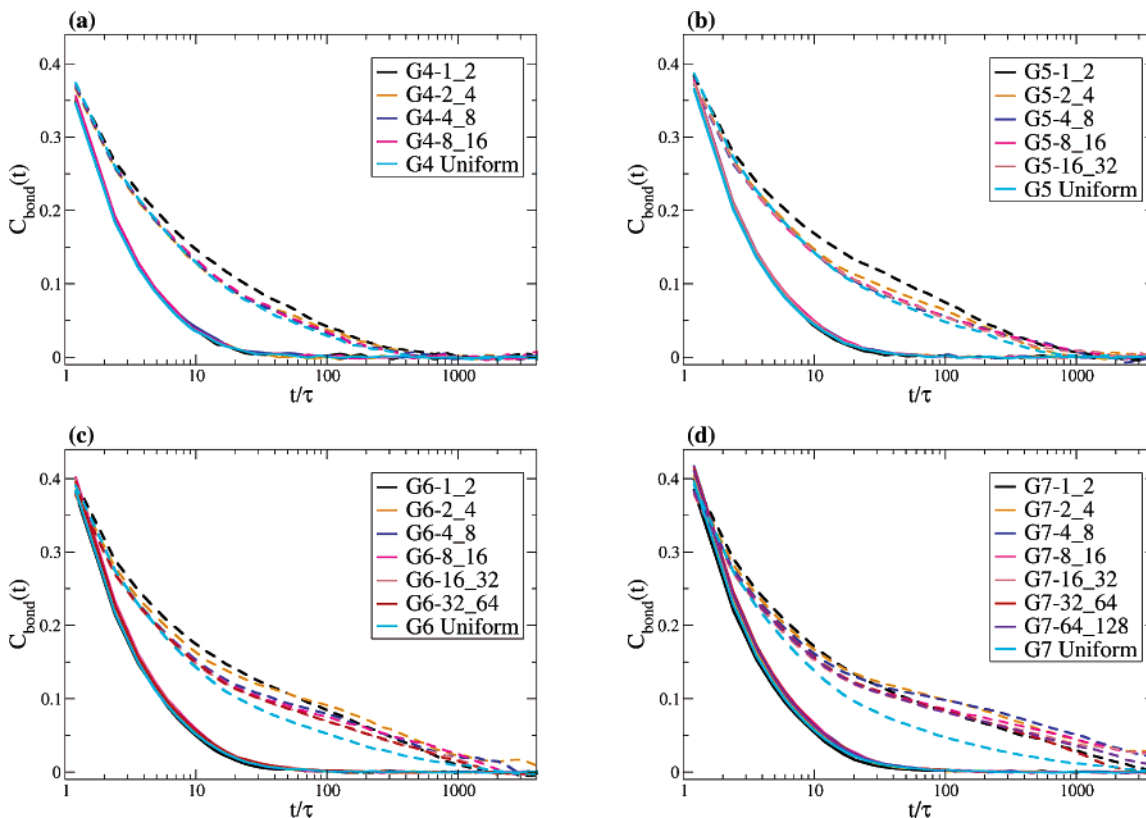 (a)
0.4
0.3
0.2
0.1
0
C_bond(t)
G4-1_2
G4-2_4
G4-4_8
G4-8_16
G4 Uniform
1 10 100 1000
t/τ
(b)
0.4
0.3
0.2
0.1
0
C_bond(t)
G5-1_2
G5-2_4
G5-4_8
G5-8_16
G5-16_32
G5 Uniform
1 10 100 1000
t/τ
(c)
0.4
0.3
0.2
0.1
0
C_bond(t)
G6-1_2
G6-2_4
G6-4_8
G6-8_16
G6-16_32
G6-32_64
G6 Uniform
1 10 100 1000
t/τ
(d)
0.4
0.3
0.2
0.1
0
C_bond(t)
G7-1_2
G7-2_4
G7-4_8
G7-8_16
G7-16_32
G7-32_64
G7-64_128
G7 Uniform
1 10 100 1000
t/τ